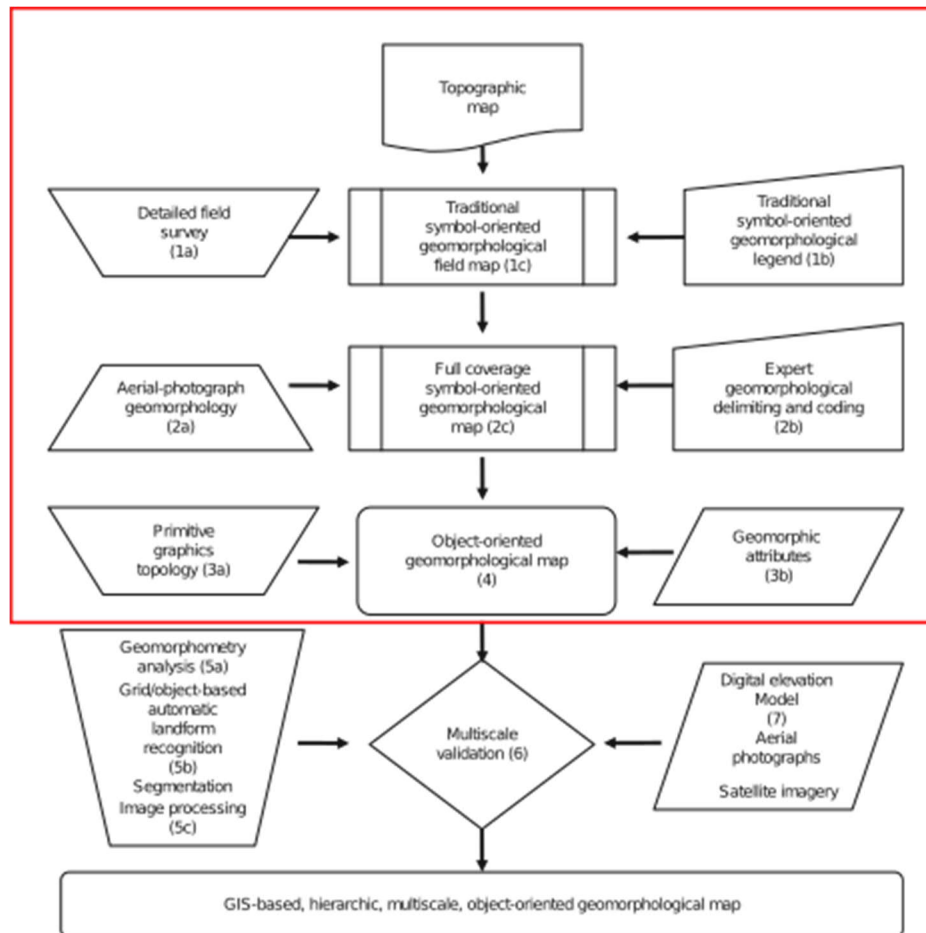 Topographic
map
Detailed field
survey
(1a)
Traditional
symbol-oriented
geomorphological
field map (1c)
Traditional
symbol-oriented
geomorphological
legend (1b)
Aerial-photograph
geomorphology
(2a)
Full coverage
symbol-oriented
geomorphological
map (2c)
Expert
geomorphological
delimiting and coding
(2b)
Primitive
graphics
topology (3a)
Object-oriented
geomorphological map
(4)
Geomorphic
attributes
(3b)
Geomorphometry
analysis (5a)
Grid/object-based
automatic
landform
recognition
(5b)
Segmentation
Image processing
(5c)
Multiscale
validation (6)
Digital elevation
Model
(7)
Aerial
photographs
Satellite imagery
GIS-based, hierarchic, multiscale, object-oriented geomorphological map